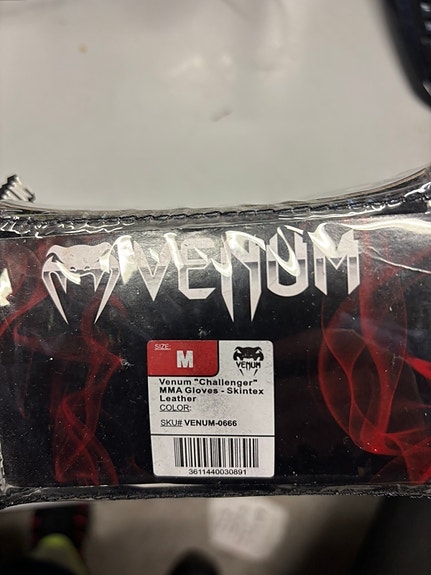 VENUM
SIZE:
M
VENUM
Venum "Challenger"
MMA Gloves - Skintex
Leather
COLOR:
SKU# VENUM-0666
3611440030891